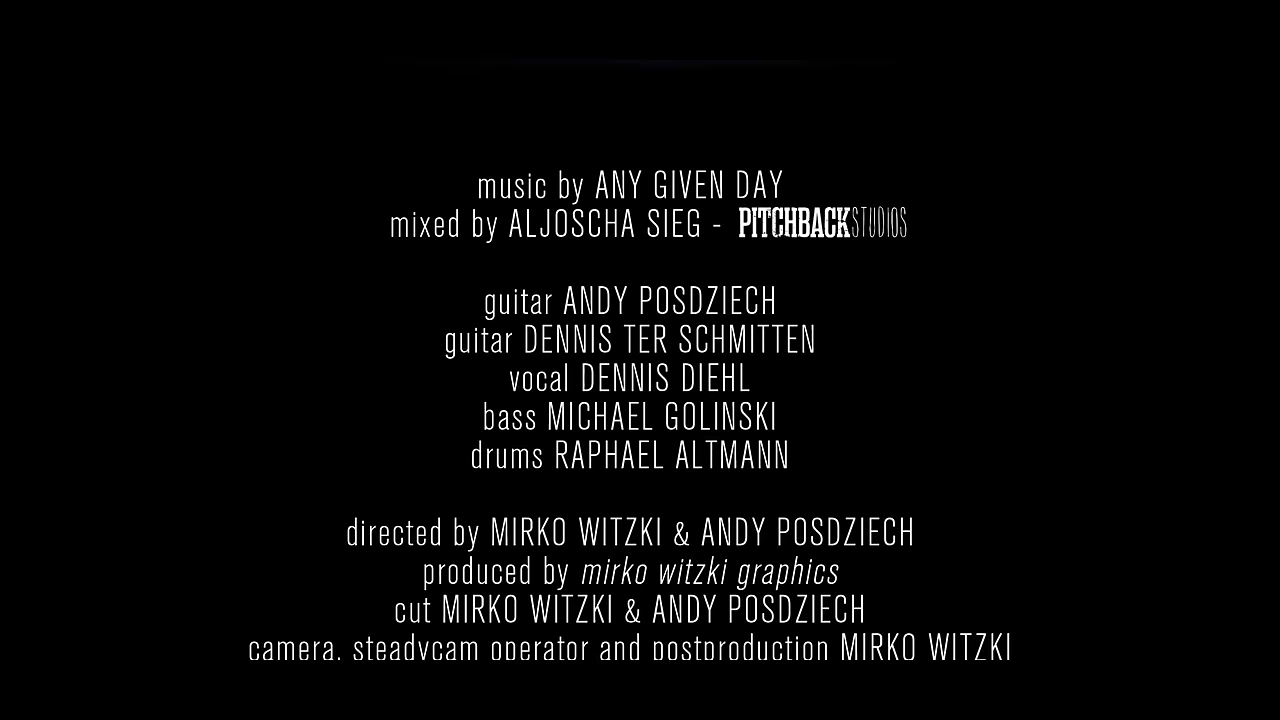 music by ANY GIVEN DAY
mixed by ALJOSCHA SIEG - PITCHBACKSTUDIOS
guitar ANDY POSDZIECH
guitar DENNIS TER SCHMITTEN
vocal DENNIS DIEHL
bass MICHAEL GOLINSKI
drums RAPHAEL ALTMANN
directed by MIRKO WITZKI & ANDY POSDZIECH
produced by mirko witzki graphics
cut MIRKO WITZKI & ANDY POSDZIECH
camera, steadycam operator and postproduction MIRKO WITZKI